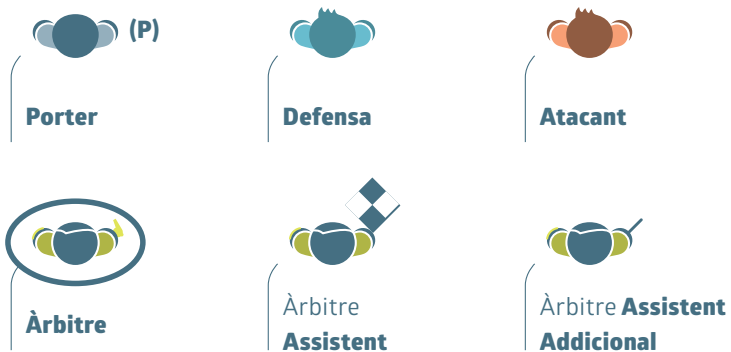 (P)
Porter
Defensa
Atacant
Àrbitre
Àrbitre
Assistent
Àrbitre Assistent
Addicional